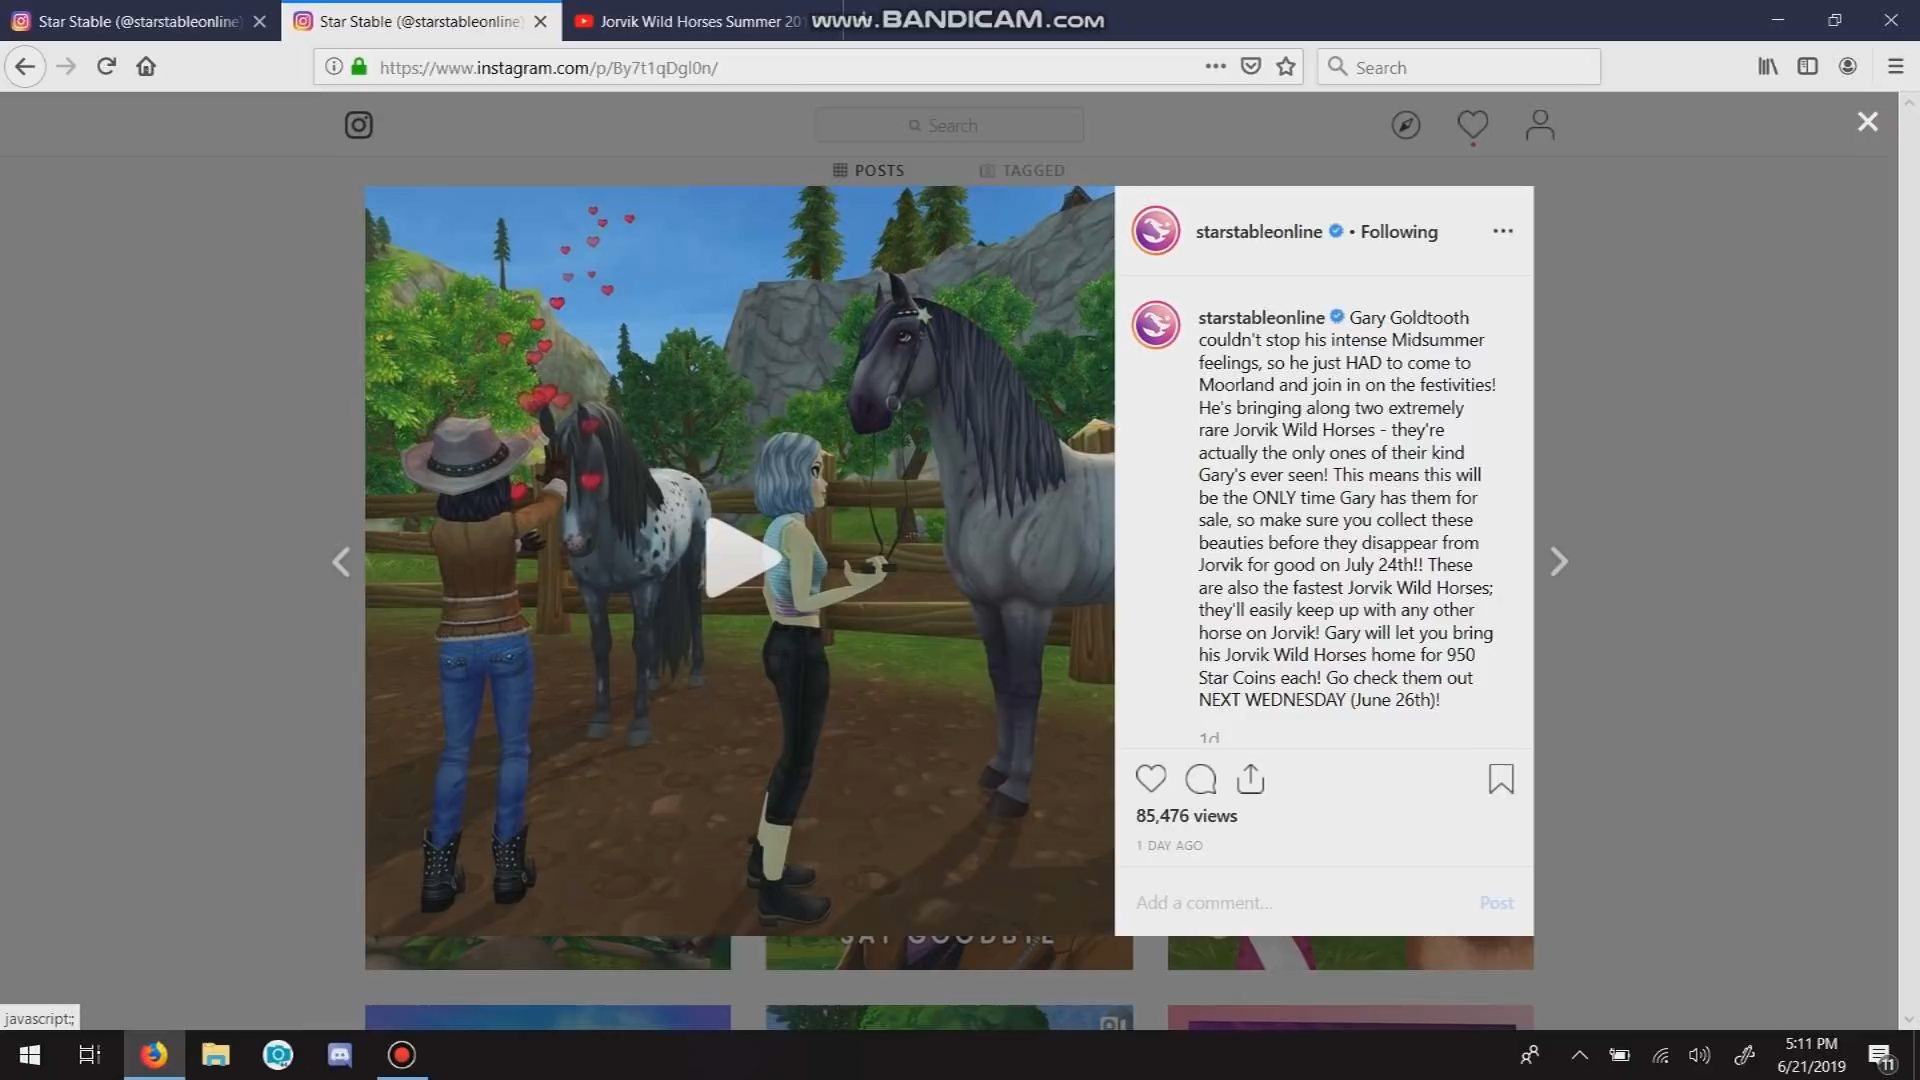 Star Stable (@starstableonline)
Star Stable (@starstableonline)
Jorvik Wild Horses Summer 20
www.BANDICAM.com
https://www.instagram.com/p/By7t1qDgl0n/
Search
Search
POSTS
TAGGED
starstableonline • Following
starstableonline Gary Goldtooth
couldn't stop his intense Midsummer
feelings, so he just HAD to come to
Moorland and join in on the festivities!
He's bringing along two extremely
rare Jorvik Wild Horses - they're
actually the only ones of their kind
Gary's ever seen! This means this will
be the ONLY time Gary has them for
sale, so make sure you collect these
beauties before they disappear from
Jorvik for good on July 24th!! These
are also the fastest Jorvik Wild Horses;
they'll easily keep up with any other
horse on Jorvik! Gary will let you bring
his Jorvik Wild Horses home for 950
Star Coins each! Go check them out
NEXT WEDNESDAY (June 26th)!
1d
85,476 views
1 DAY AGO
Add a comment...
Post
SAY GOODBYE
javascript:;
5:11 PM
6/21/2019
11